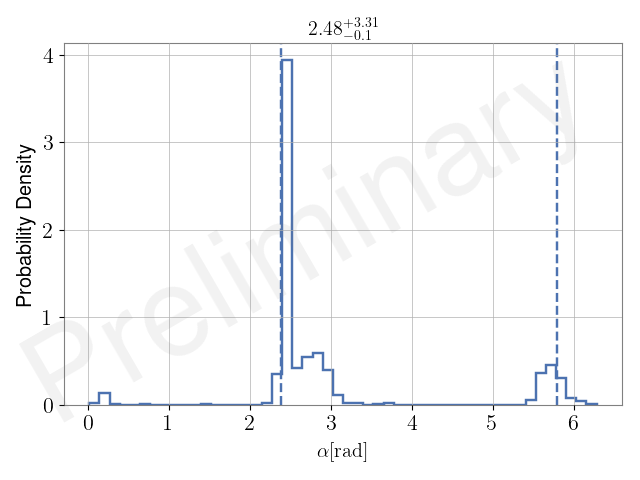 2.48+3.31−0.1
4
3
2
1
0
Probability Density
0 1 2 3 4 5 6
α[rad]
Preliminary